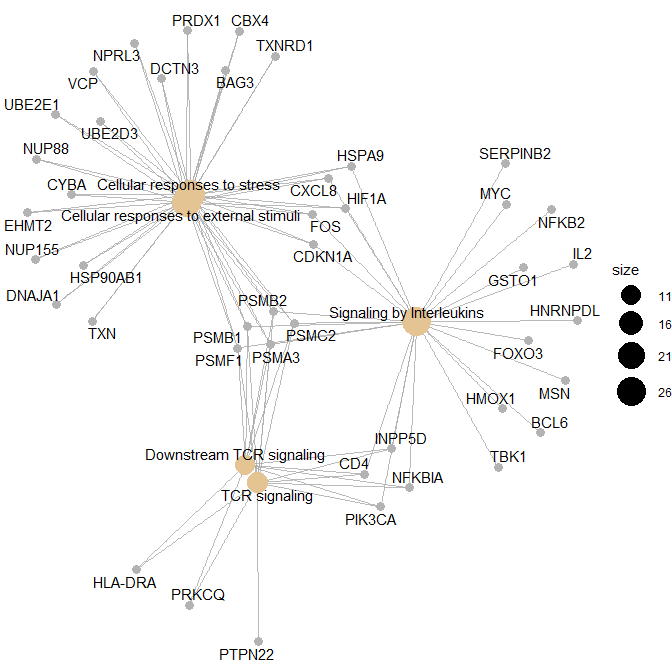 PRDX1
CBX4
NPRL3
TXNRD1
DCTN3
VCP
BAG3
UBE2E1
UBE2D3
NUP88
HSPA9
SERPINB2
CYBA
Cellular responses to stress
CXCL8
HIF1A
MYC
EHMT2
Cellular responses to external stimuli
FOS
NFKB2
NUP155
CDKN1A
IL2
HSP90AB1
GSTO1
size
DNAJA1
PSMB2
Signaling by Interleukins
HNRNPDL
11
TXN
PSMB1
PSMC2
16
PSMF1
PSMA3
FOXO3
21
HMOX1
MSN
26
BCL6
INPP5D
Downstream TCR signaling
CD4
TBK1
NFKBIA
TCR signaling
PIK3CA
HLA-DRA
PRKCQ
PTPN22